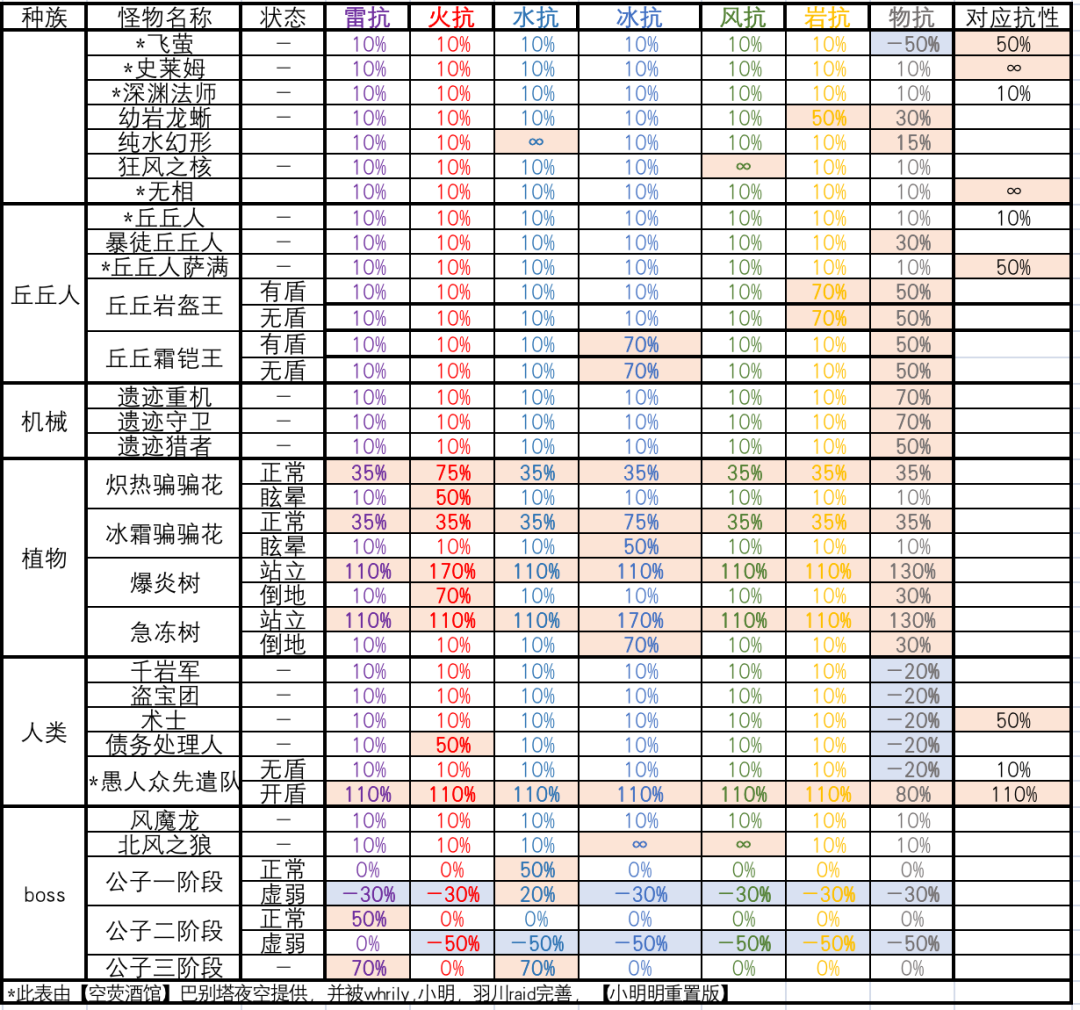 种族 怪物名称 状态 雷抗 火抗 水抗 冰抗 风抗 岩抗 物抗 对应抗性
*飞萤 — 10% 10% 10% 10% 10% 10% —50% 50%
*史莱姆 — 10% 10% 10% 10% 10% 10% 10% ∞
*深渊法师 — 10% 10% 10% 10% 10% 10% 10% 10%
幼岩龙蜥 — 10% 10% 10% 10% 10% 50% 30%
纯水幻形 10% 10% ∞ 10% 10% 10% 15%
狂风之核 — 10% 10% 10% 10% ∞ 10% 10%
*无相 10% 10% 10% 10% 10% 10% 10% ∞
丘丘人 *丘丘人 — 10% 10% 10% 10% 10% 10% 10% 10%
暴徒丘丘人 — 10% 10% 10% 10% 10% 10% 30%
*丘丘人萨满 — 10% 10% 10% 10% 10% 10% 10% 50%
丘丘岩盔王 有盾 10% 10% 10% 10% 10% 70% 50%
无盾 10% 10% 10% 10% 10% 70% 50%
丘丘霜铠王 有盾 10% 10% 10% 70% 10% 10% 50%
无盾 10% 10% 10% 70% 10% 10% 50%
机械 遗迹重机 — 10% 10% 10% 10% 10% 10% 70%
遗迹守卫 — 10% 10% 10% 10% 10% 10% 70%
遗迹猎者 — 10% 10% 10% 10% 10% 10% 50%
植物 炽热骗骗花 正常 35% 75% 35% 35% 35% 35% 35%
眩晕 10% 50% 10% 10% 10% 10% 10%
冰霜骗骗花 正常 35% 35% 35% 75% 35% 35% 35%
眩晕 10% 10% 10% 50% 10% 10% 10%
爆炎树 站立 110% 170% 110% 110% 110% 110% 130%
倒地 10% 70% 10% 10% 10% 10% 30%
急冻树 站立 110% 110% 110% 170% 110% 110% 130%
倒地 10% 10% 10% 70% 10% 10% 30%
人类 千岩军 — 10% 10% 10% 10% 10% 10% —20%
盗宝团 — 10% 10% 10% 10% 10% 10% —20%
术士 — 10% 10% 10% 10% 10% 10% —20% 50%
债务处理人 — 10% 50% 10% 10% 10% 10% —20%
*愚人众先遣队 无盾 10% 10% 10% 10% 10% 10% —20% 10%
开盾 110% 110% 110% 110% 110% 110% 80% 110%
boss 风魔龙 — 10% 10% 10% 10% 10% 10% 10%
北风之狼 — 10% 10% 10% ∞ ∞ 10% 10%
公子一阶段 正常 0% 0% 50% 0% 0% 0% 0%
虚弱 —30% —30% 20% —30% —30% —30% —30%
公子二阶段 正常 50% 0% 0% 0% 0% 0% 0%
虚弱 0% —50% —50% —50% —50% —50% —50%
公子三阶段 — 70% 0% 70% 0% 0% 0% 0%
*此表由【空荧酒馆】巴别塔夜空提供，并被whrily,小明，羽川raid完善，【小明明重置版】